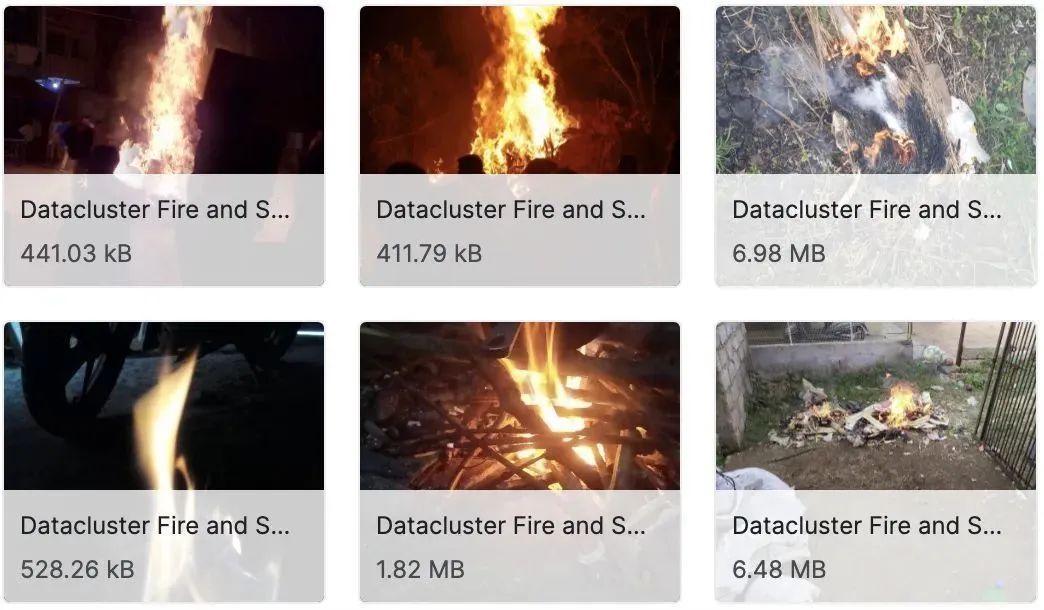 Datacluster Fire and S...
441.03 kB
Datacluster Fire and S...
411.79 kB
Datacluster Fire and S...
6.98 MB
Datacluster Fire and S...
528.26 kB
Datacluster Fire and S...
1.82 MB
Datacluster Fire and S...
6.48 MB